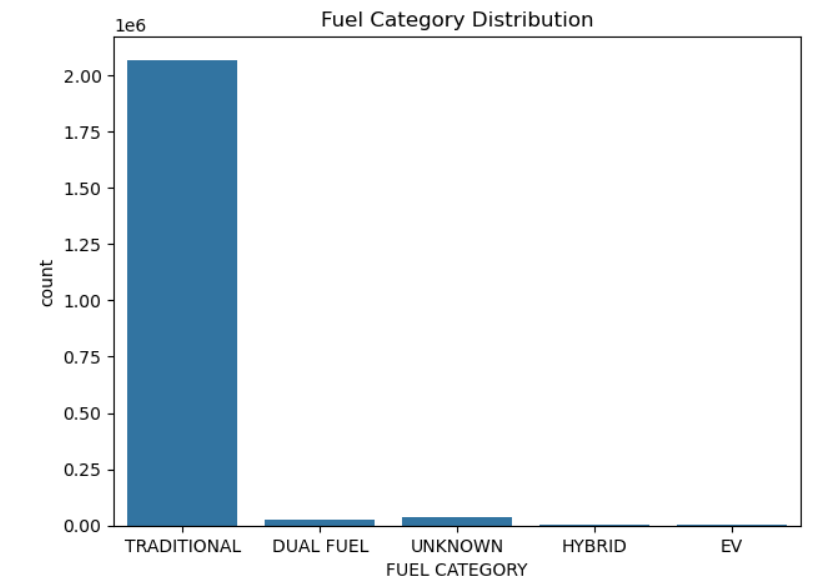 Fuel Category Distribution
1e6
2.00
1.75
1.50
1.25
1.00
0.75
0.50
0.25
0.00
count
TRADITIONAL DUAL FUEL UNKNOWN HYBRID EV
FUEL CATEGORY